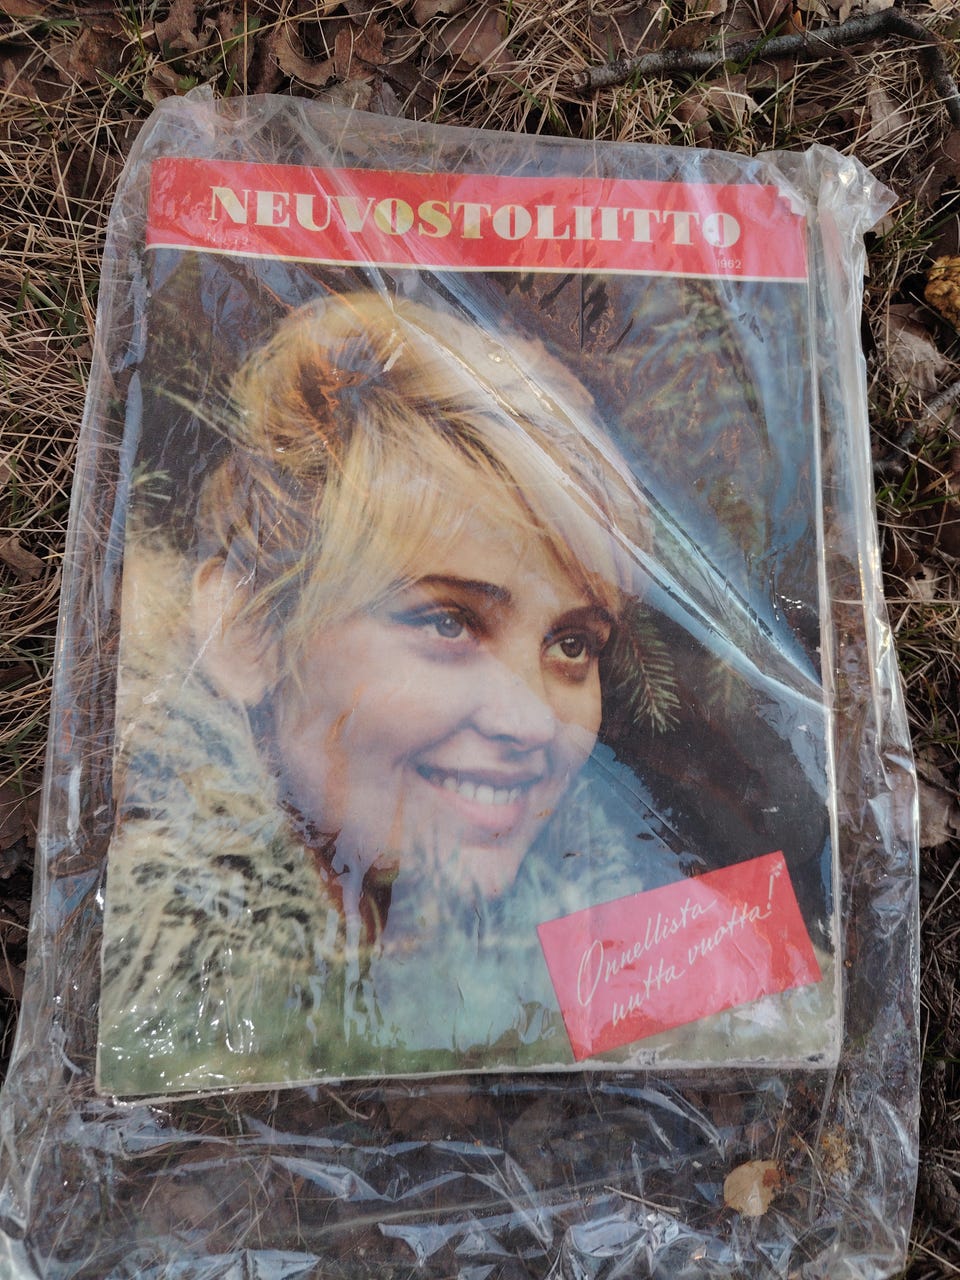 NEUVOSTOLIITTO
1962
Onnellista
uutta vuotta!